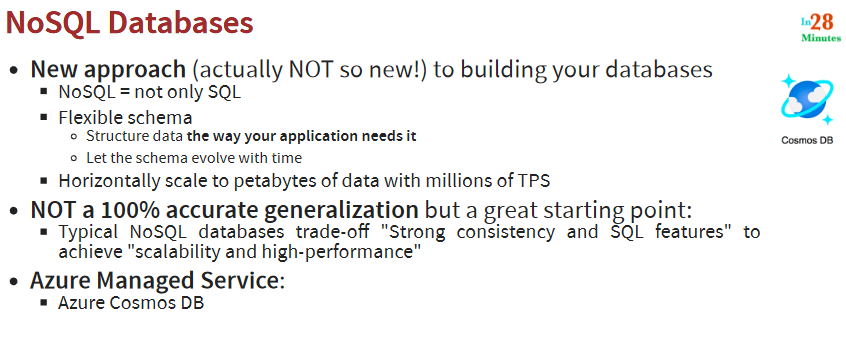 NoSQL Databases
In28
Minutes
• New approach (actually NOT so new!) to building your databases
▪ NoSQL = not only SQL
▪ Flexible schema
◦ Structure data the way your application needs it
◦ Let the schema evolve with time
▪ Horizontally scale to petabytes of data with millions of TPS
Cosmos DB
• NOT a 100% accurate generalization but a great starting point:
▪ Typical NoSQL databases trade-off "Strong consistency and SQL features" to
achieve "scalability and high-performance"
• Azure Managed Service:
▪ Azure Cosmos DB